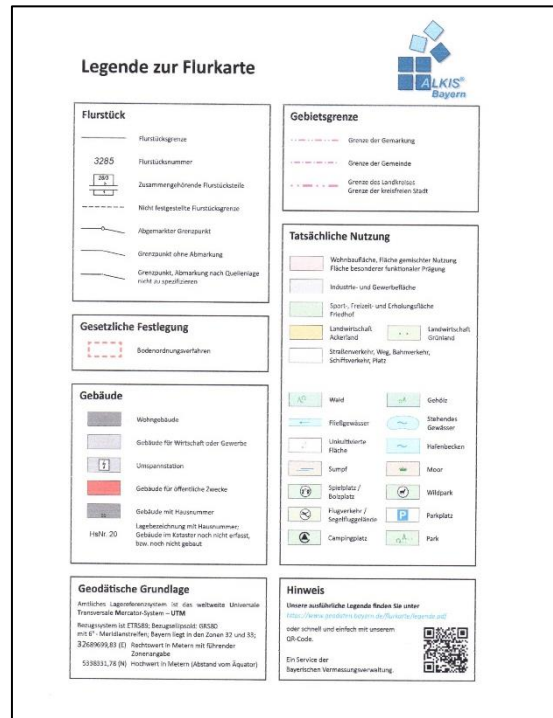 Legende zur Flurkarte
ALKIS®
Bayern
Flurstück
Flurstücksgrenze
3285
Flurstücksnummer
Zusammengehörende Flurstücksteile
Nicht festgestellte Flurstücksgrenze
Abgemarkter Grenzpunkt
Grenzpunkt ohne Abmarkung
Grenzpunkt, Abmarkung nach Quellenlage
nicht zu spezifizieren
Gesetzliche Festlegung
Bodenordnungsverfahren
Gebäude
Wohngebäude
Gebäude für Wirtschaft oder Gewerbe
Umspannstation
Gebäude für öffentliche Zwecke
Gebäude mit Hausnummer
HsNr. 20
Lagebezeichnung mit Hausnummer;
Gebäude im Kataster noch nicht erfasst,
bzw. noch nicht gebaut
Geodätische Grundlage
Amtliches Lagereferenzsystem ist das weltweite Universale
Transversale Mercator-System – UTM
Bezugssystem ist ETRS89; Bezugsellipsoid: GRS80
mit 6° - Meridianstreifen; Bayern liegt in den Zonen 32 und 33;
32689699,83 (E) Rechtswert in Metern mit führender
Zonenangabe
5338331,78 (N) Hochwert in Metern (Abstand vom Äquator)
Gebietsgrenze
Grenze der Gemarkung
Grenze der Gemeinde
Grenze des Landkreises
Grenze der kreisfreien Stadt
Tatsächliche Nutzung
Wohnbaufläche, Fläche gemischter Nutzung
Fläche besonderer funktionaler Prägung
Industrie- und Gewerbefläche
Sport-, Freizeit- und Erholungsfläche
Friedhof
Landwirtschaft
Ackerland
Landwirtschaft
Grünland
Straßenverkehr, Weg, Bahnverkehr,
Schiffsverkehr, Platz
Wald
Gehölz
Fließgewässer
Stehendes
Gewässer
Unkultivierte
Fläche
Hafenbecken
Sumpf
Moor
Spielplatz /
Bolzplatz
Wildpark
Flugverkehr /
Segelfluggelände
P
Parkplatz
Campingplatz
Park
Hinweis
Unsere ausführliche Legende finden Sie unter
oder schnell und einfach mit unserem
QR-Code.
Ein Service der
Bayerischen Vermessungsverwaltung.